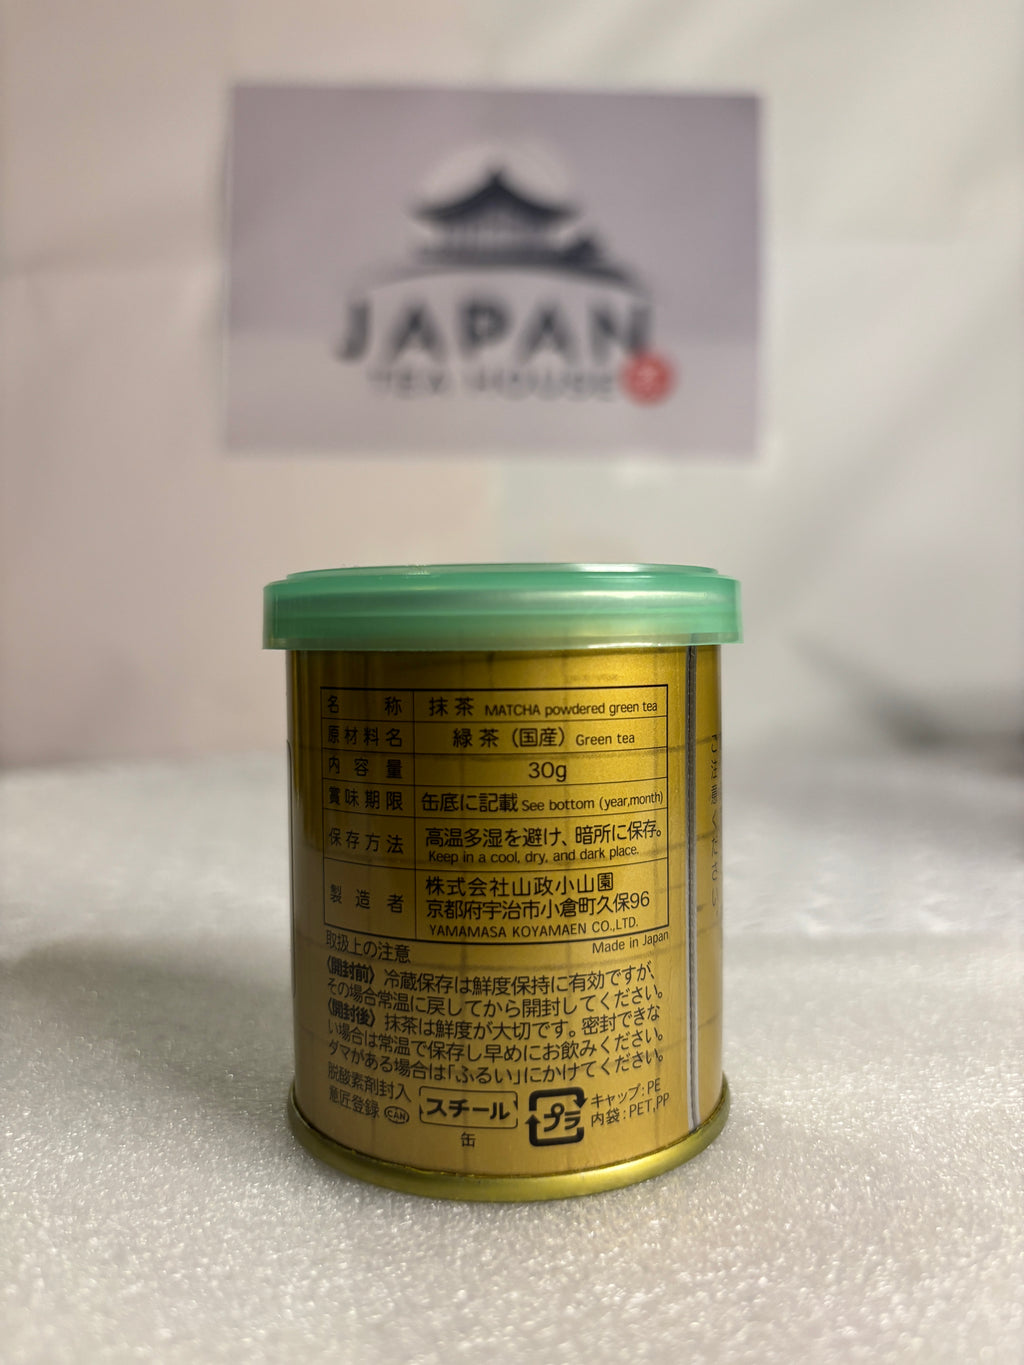 JAPAN
TEA HOUSE
名称 抹茶 MATCHA powdered green tea
原材料名 緑茶（国産）Green tea
内容量 30g
賞味期限 缶底に記載 See bottom (year,month)
保存方法 高温多湿を避け、暗所に保存。
Keep in a cool, dry, and dark place.
製造者 株式会社山政小山園
京都府宇治市小倉町久保96
YAMAMASA KOYAMAEN CO.,LTD.
Made in Japan
取扱上の注意
〈開封前〉冷蔵保存は鮮度保持に有効ですが、
その場合常温に戻してから開封してください。
〈開封後〉抹茶は鮮度が大切です。密封できな
い場合は常温で保存し早めにお飲みください。
ダマがある場合は「ふるい」にかけてください。
脱酸素剤封入
意匠登録 CAN
スチール
缶
プラ
キャップ：PE
内袋：PET,PP
ください。